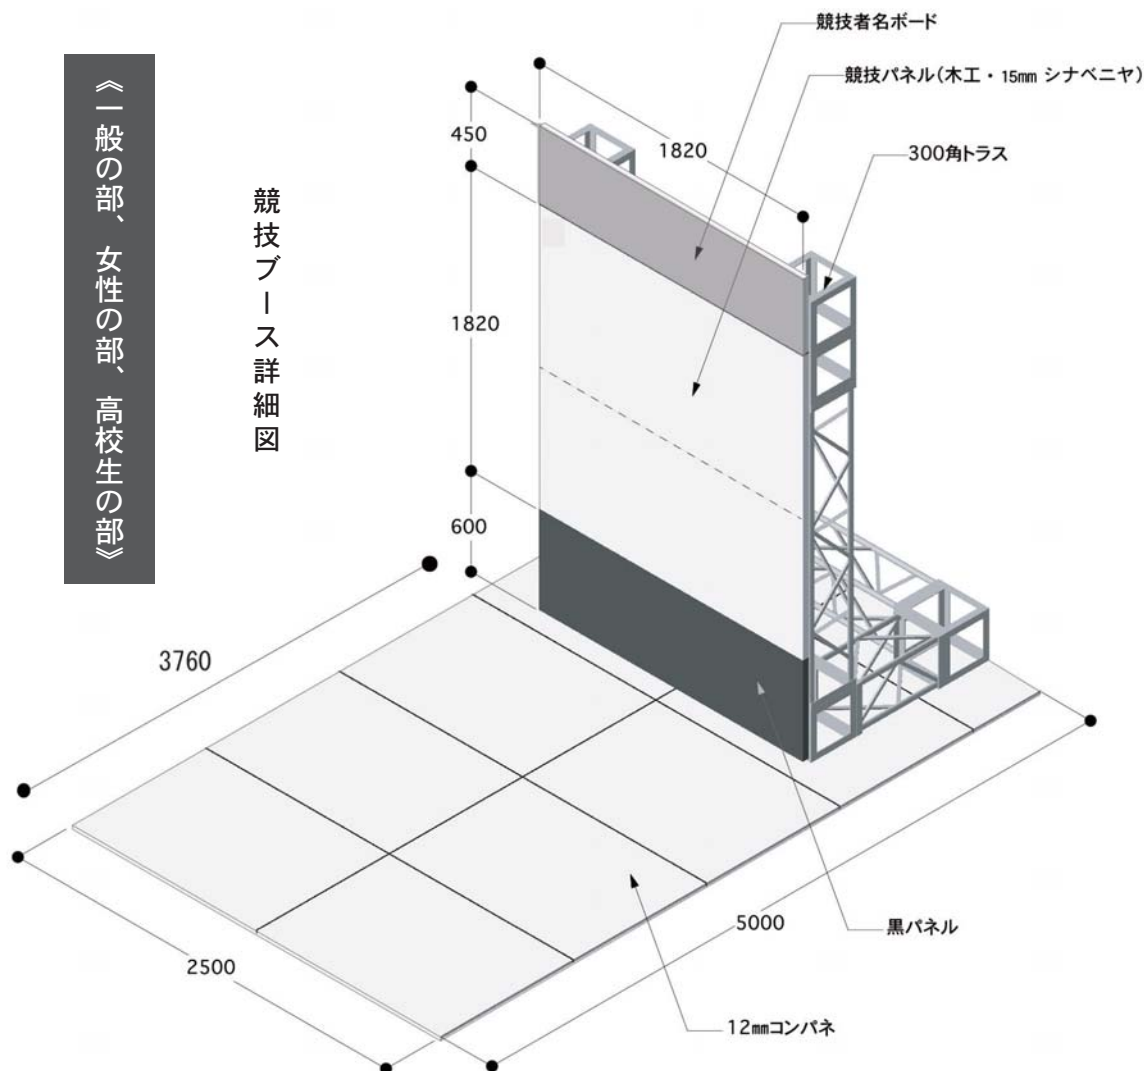 《一般の部、女性の部、高校生の部》
競技ブース詳細図
競技者名ボード
競技パネル(木工・15mm シナベニヤ)
300角トラス
450
1820
1820
600
3760
2500
5000
黒パネル
12mmコンパネ